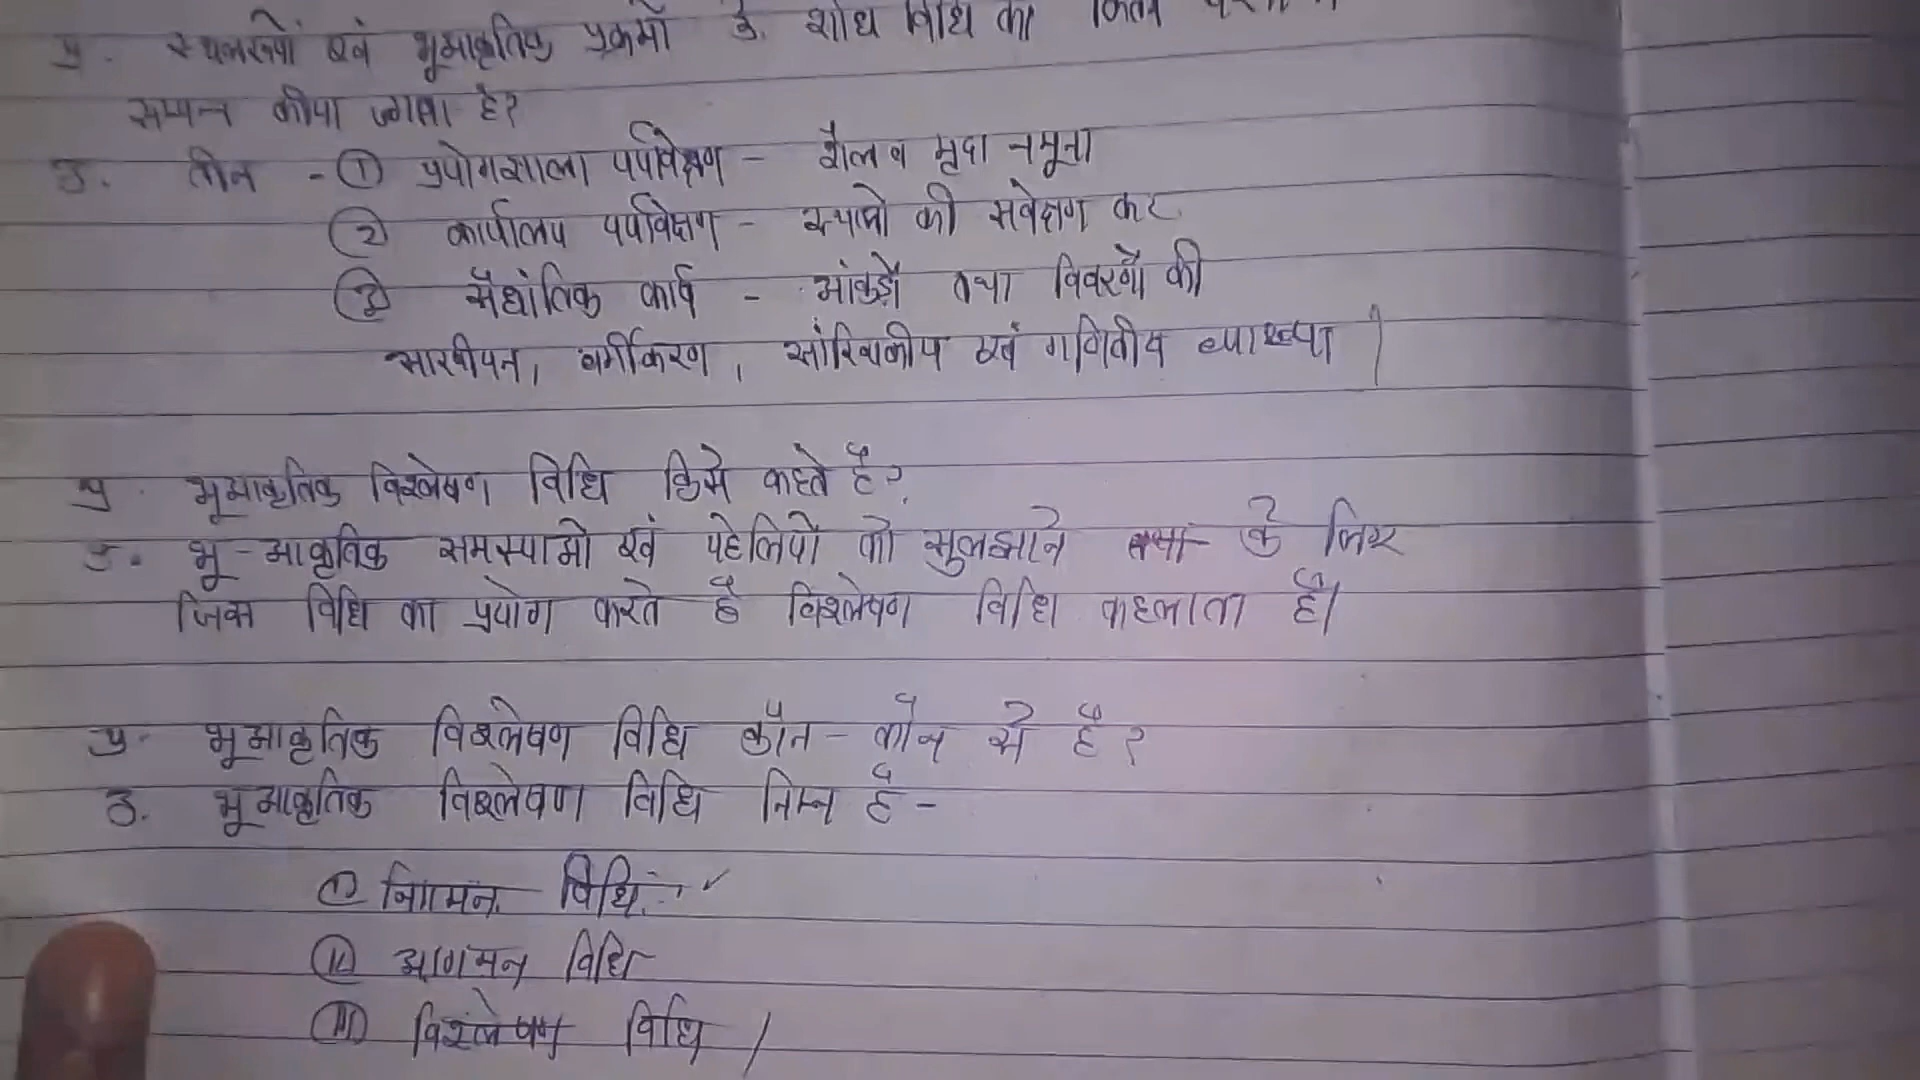 प्र. स्थलरूपों एवं भूआकृतिक प्रक्रमों के शोध विधि को कितने
सम्पन्न कीया जाता है?
उ. तीन - ① प्रयोगशाला पर्यावेक्षण - शैल व मृदा नमूना
② कार्यालय पर्यावेक्षण - स्थानो की सर्वेक्षण कर
③ सैधांतिक कार्य - आंकड़ो तथा विवरणों की
सारणीयन, वर्गीकरण, सांख्यिकीय एवं गणितीय व्याख्या |
प्र. भूआकृतिक विश्लेषण विधि किसे कहते है?
उ. भू-आकृतिक समस्याओ एवं पहेलियों को सुलझाने के लिए
जिस विधि का प्रयोग करते है विश्लेषण विधि कहलाता है।
प्र. भूआकृतिक विश्लेषण विधि कौन-कौन से है?
उ. भूआकृतिक विश्लेषण विधि निम्न है -
① निगमन विधि ✓
(II) आगमन विधि
(III) विश्लेषण विधि |